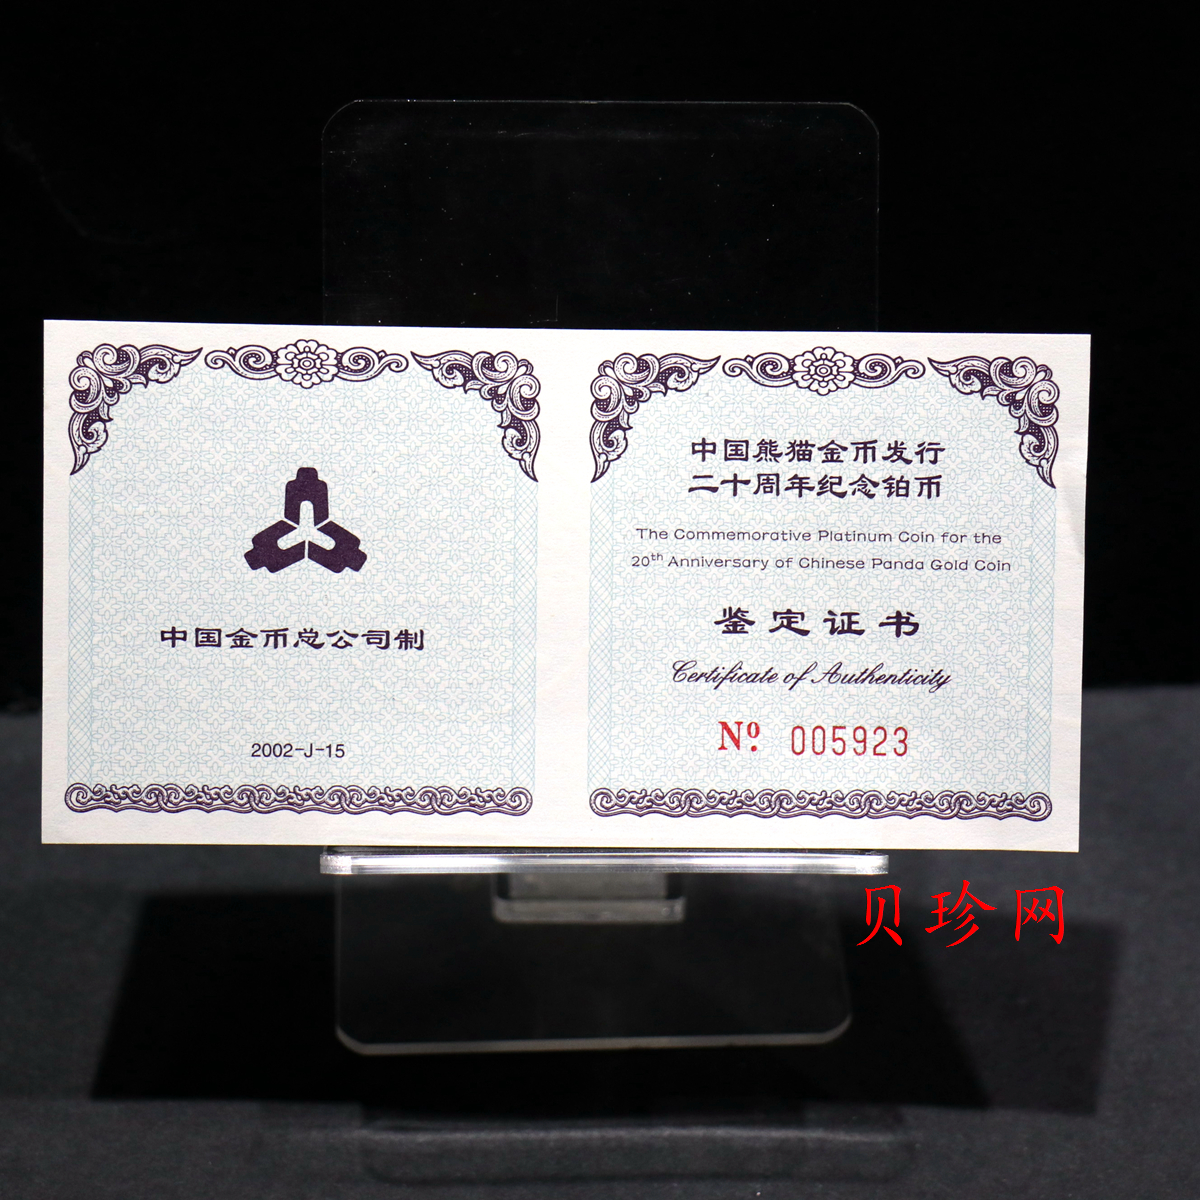 中国金币总公司制
2002-J-15
中国熊猫金币发行
二十周年纪念铂币
The Commemorative Platinum Coin for the
20th Anniversary of Chinese Panda Gold Coin
鉴定证书
Certificate of Authenticity
Nº. 005923
贝珍网